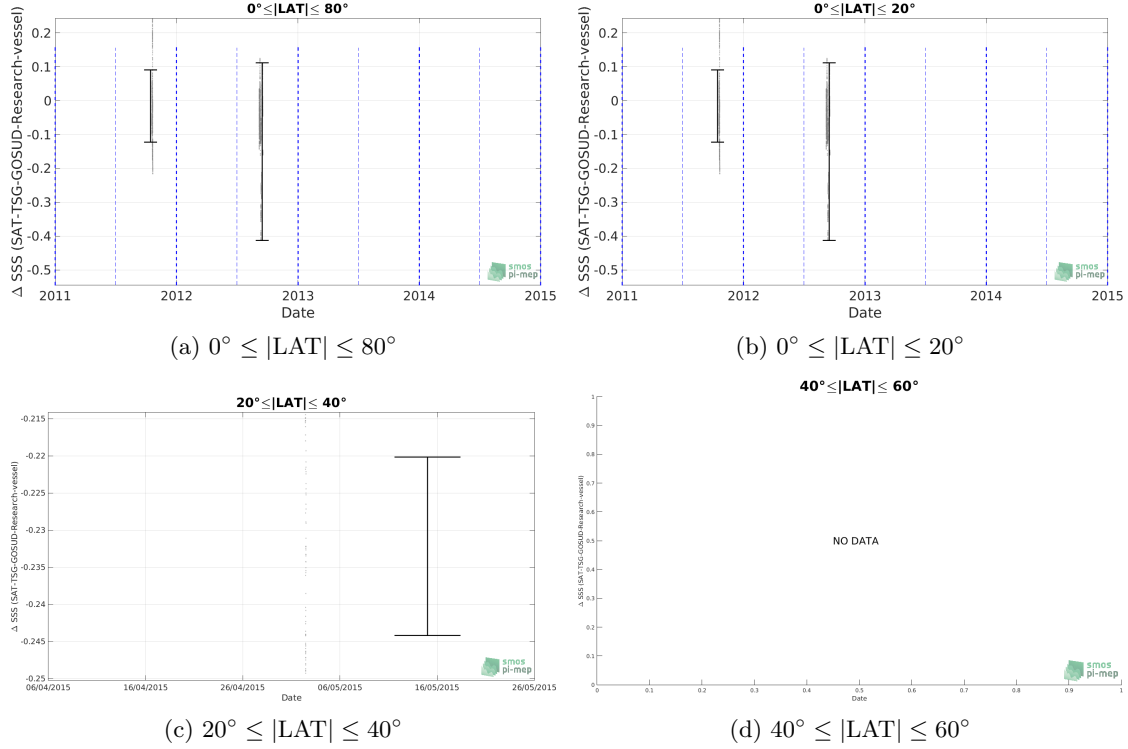 0°≤|LAT|≤ 80°
Δ SSS (SAT-TSG-GOSUD-Research-vessel)
0.2
0.1
0
-0.1
-0.2
-0.3
-0.4
-0.5
2011 2012 2013 2014 2015
Date
smos
pi-mep
(a) 0° ≤ |LAT| ≤ 80°
0°≤|LAT|≤ 20°
Δ SSS (SAT-TSG-GOSUD-Research-vessel)
0.2
0.1
0
-0.1
-0.2
-0.3
-0.4
-0.5
2011 2012 2013 2014 2015
Date
smos
pi-mep
(b) 0° ≤ |LAT| ≤ 20°
20°≤|LAT|≤ 40°
Δ SSS (SAT-TSG-GOSUD-Research-vessel)
-0.215
-0.22
-0.225
-0.23
-0.235
-0.24
-0.245
-0.25
06/04/2015 16/04/2015 26/04/2015 06/05/2015 16/05/2015 26/05/2015
Date
smos
pi-mep
(c) 20° ≤ |LAT| ≤ 40°
40°≤|LAT|≤ 60°
Δ SSS (SAT-TSG-GOSUD-Research-vessel)
1
0.9
0.8
0.7
0.6
0.5
0.4
0.3
0.2
0.1
0
NO DATA
0 0.1 0.2 0.3 0.4 0.5 0.6 0.7 0.8 0.9 1
Date
smos
pi-mep
(d) 40° ≤ |LAT| ≤ 60°